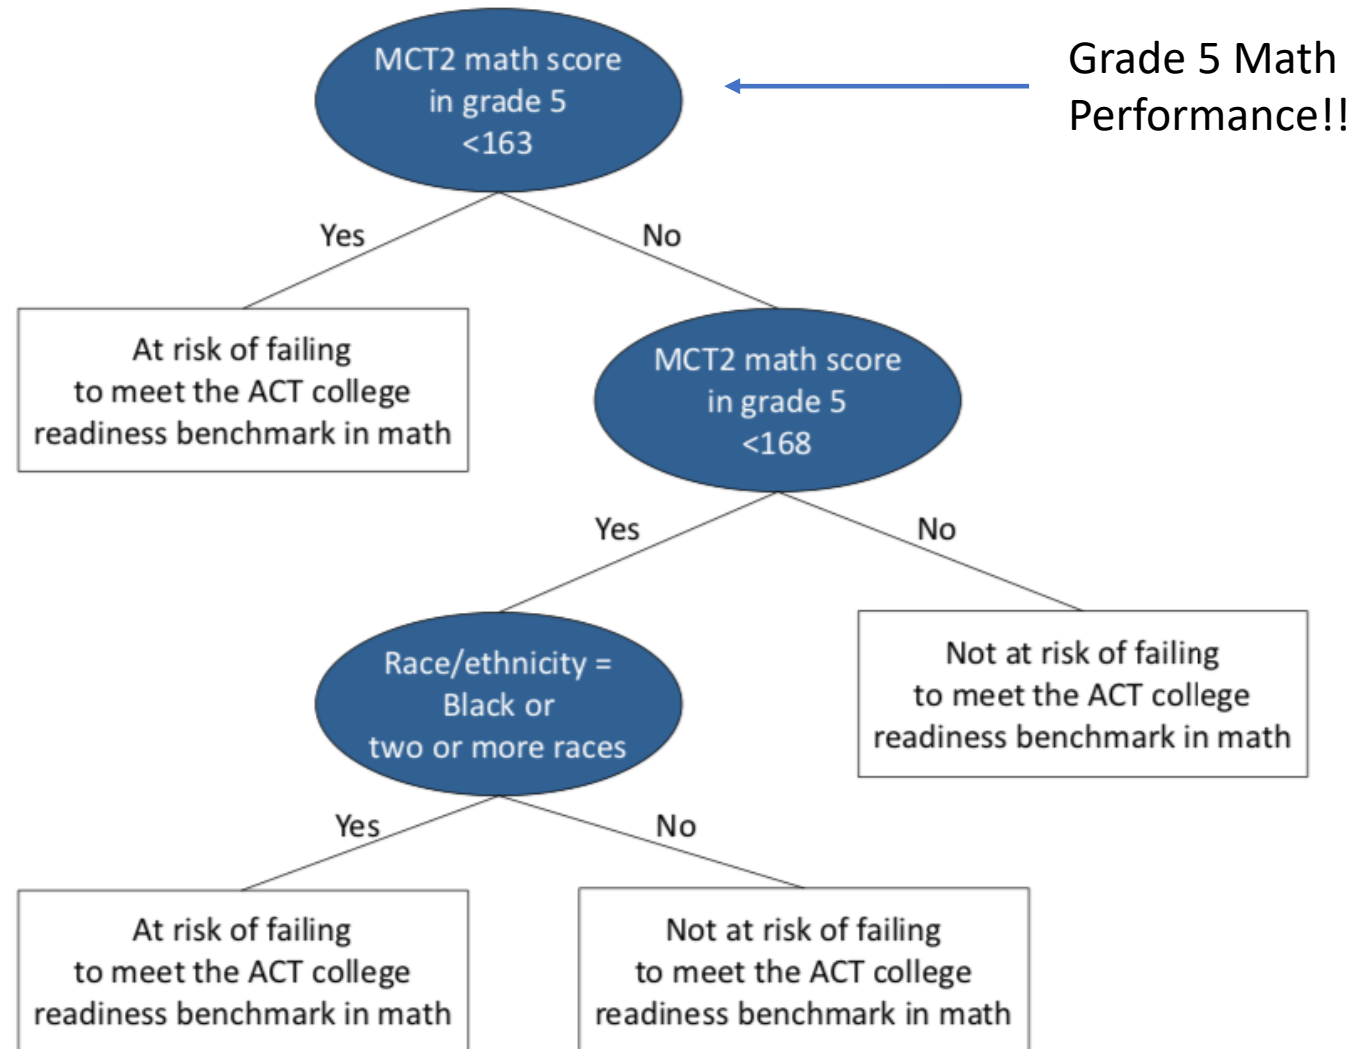 MCT2 math score
in grade 5
<163
Grade 5 Math
Performance!!
Yes
No
At risk of failing
to meet the ACT college
readiness benchmark in math
MCT2 math score
in grade 5
<168
Yes
No
Race/ethnicity =
Black or
two or more races
Not at risk of failing
to meet the ACT college
readiness benchmark in math
Yes
No
At risk of failing
to meet the ACT college
readiness benchmark in math
Not at risk of failing
to meet the ACT college
readiness benchmark in math